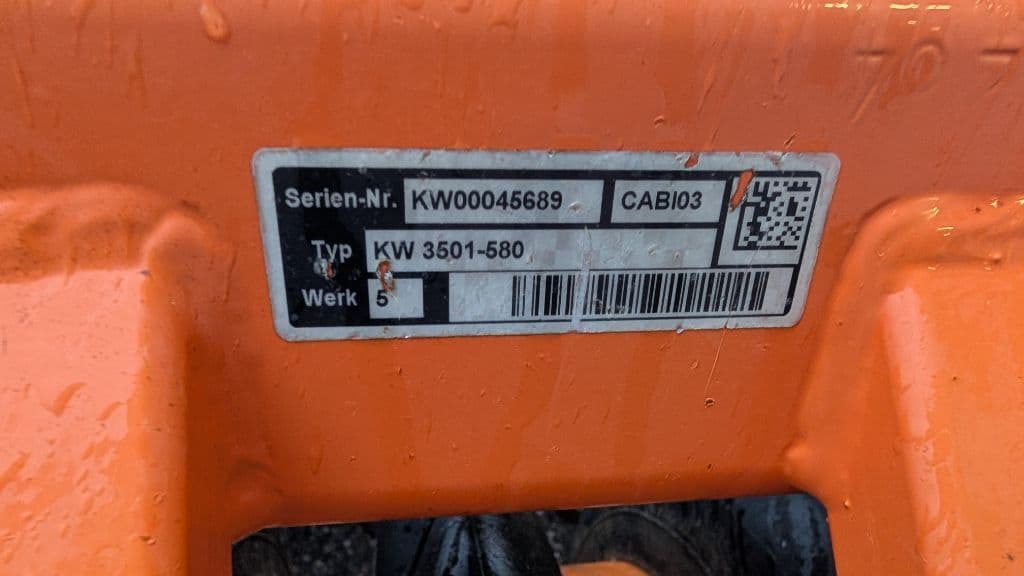 Serien-Nr. KW00045689 CABI03
Typ KW 3501-580
Werk 5